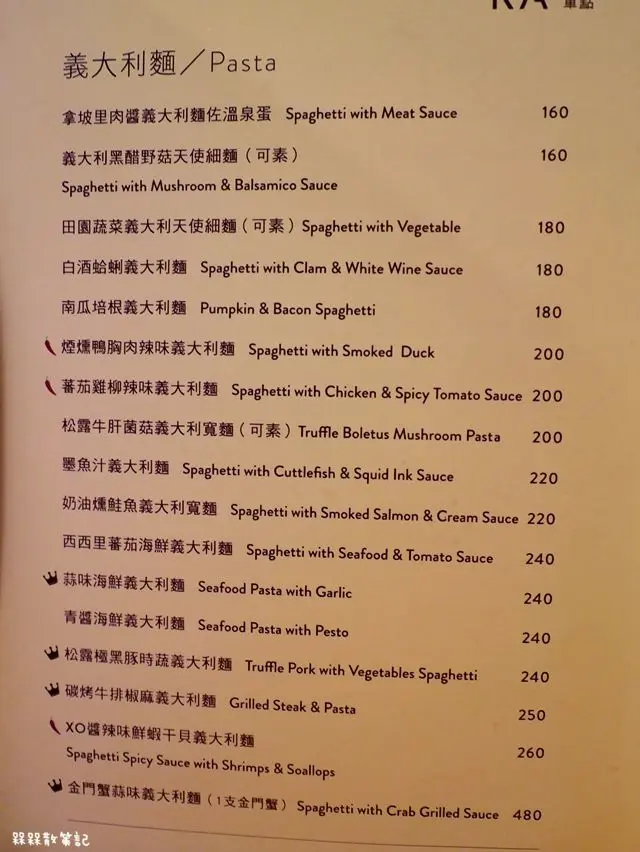 單點
義大利麵／Pasta
拿坡里肉醬義大利麵佐溫泉蛋 Spaghetti with Meat Sauce 160
義大利黑醋野菇天使細麵（可素） 160
Spaghetti with Mushroom & Balsamico Sauce
田園蔬菜義大利天使細麵（可素）Spaghetti with Vegetable 180
白酒蛤蜊義大利麵 Spaghetti with Clam & White Wine Sauce 180
南瓜培根義大利麵 Pumpkin & Bacon Spaghetti 180
煙燻鴨胸肉辣味義大利麵 Spaghetti with Smoked Duck 200
蕃茄雞柳辣味義大利麵 Spaghetti with Chicken & Spicy Tomato Sauce 200
松露牛肝菌菇義大利寬麵（可素）Truffle Boletus Mushroom Pasta 200
墨魚汁義大利麵 Spaghetti with Cuttlefish & Squid Ink Sauce 220
奶油燻鮭魚義大利寬麵 Spaghetti with Smoked Salmon & Cream Sauce 220
西西里蕃茄海鮮義大利麵 Spaghetti with Seafood & Tomato Sauce 240
蒜味海鮮義大利麵 Seafood Pasta with Garlic 240
青醬海鮮義大利麵 Seafood Pasta with Pesto 240
松露極黑豚時蔬義大利麵 Truffle Pork with Vegetables Spaghetti 240
碳烤牛排椒麻義大利麵 Grilled Steak & Pasta 250
XO醬辣味鮮蝦干貝義大利麵 260
Spaghetti Spicy Sauce with Shrimps & Soallops
金門蟹蒜味義大利麵（1支金門蟹） Spaghetti with Crab Grilled Sauce 480
槑槑散策記